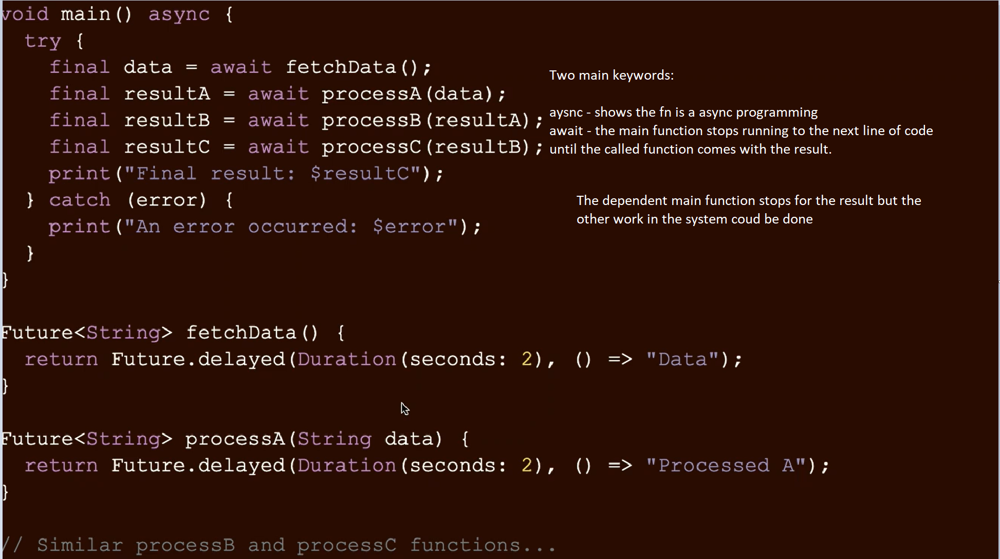 void main() async {
try {
final data = await fetchData();
final resultA = await processA(data);
final resultB = await processB(resultA);
final resultC = await processC(resultB);
print("Final result: $resultC");
} catch (error) {
print("An error occurred: $error");
}
}
Two main keywords:
aysnc - shows the fn is a async programming
await - the main function stops running to the next line of code
until the called function comes with the result.
The dependent main function stops for the result but the
other work in the system coud be done
Future<String> fetchData() {
return Future.delayed(Duration(seconds: 2), () => "Data");
}
Future<String> processA(String data) {
return Future.delayed(Duration(seconds: 2), () => "Processed A");
}
// Similar processB and processC functions...